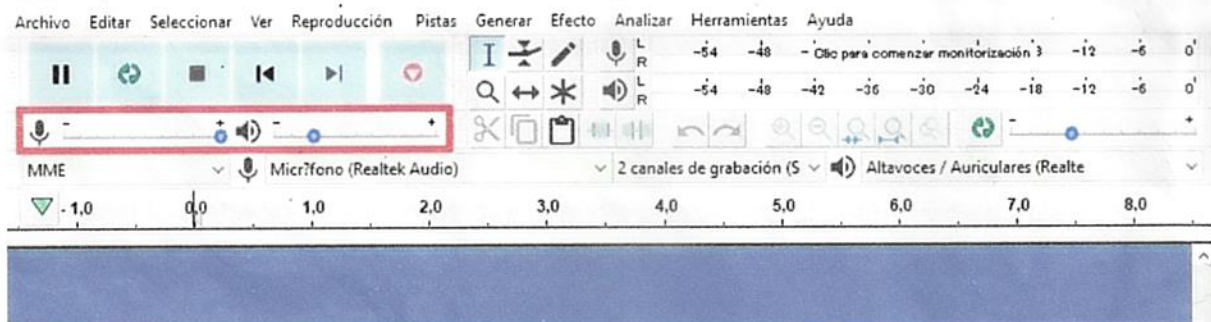 Archivo Editar Seleccionar Ver Reproducción Pistas Generar Efecto Analizar Herramientas Ayuda
L R -54 -48 - Clic para comenzar monitorización 3 -12 -6 0
L R -54 -48 -42 -36 -30 -24 -18 -12 -6 0
- + - + - +
MME Micr?fono (Realtek Audio) 2 canales de grabación (S Altavoces / Auriculares (Realte
- 1,0 0,0 1,0 2,0 3,0 4,0 5,0 6,0 7,0 8,0